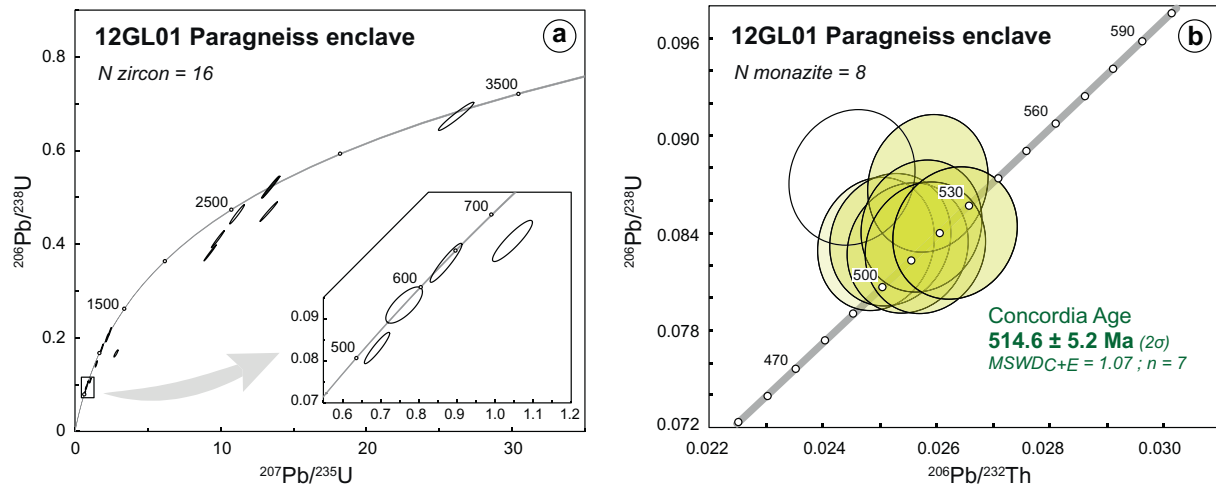 12GL01 Paragneiss enclave
a
N zircon = 16
0.8
0.6
0.4
0.2
0
²⁰⁶Pb/²³⁸U
3500
2500
1500
700
600
500
0.09
0.08
0.07
0.6 0.7 0.8 0.9 1.0 1.1 1.2
0 10 20 30
²⁰⁷Pb/²³⁵U
12GL01 Paragneiss enclave
b
N monazite = 8
0.096
0.090
0.084
0.078
0.072
²⁰⁶Pb/²³⁸U
590
560
530
500
470
Concordia Age
514.6 ± 5.2 Ma (2σ)
MSWDC+E = 1.07 ; n = 7
0.022 0.024 0.026 0.028 0.030
²⁰⁶Pb/²³²Th